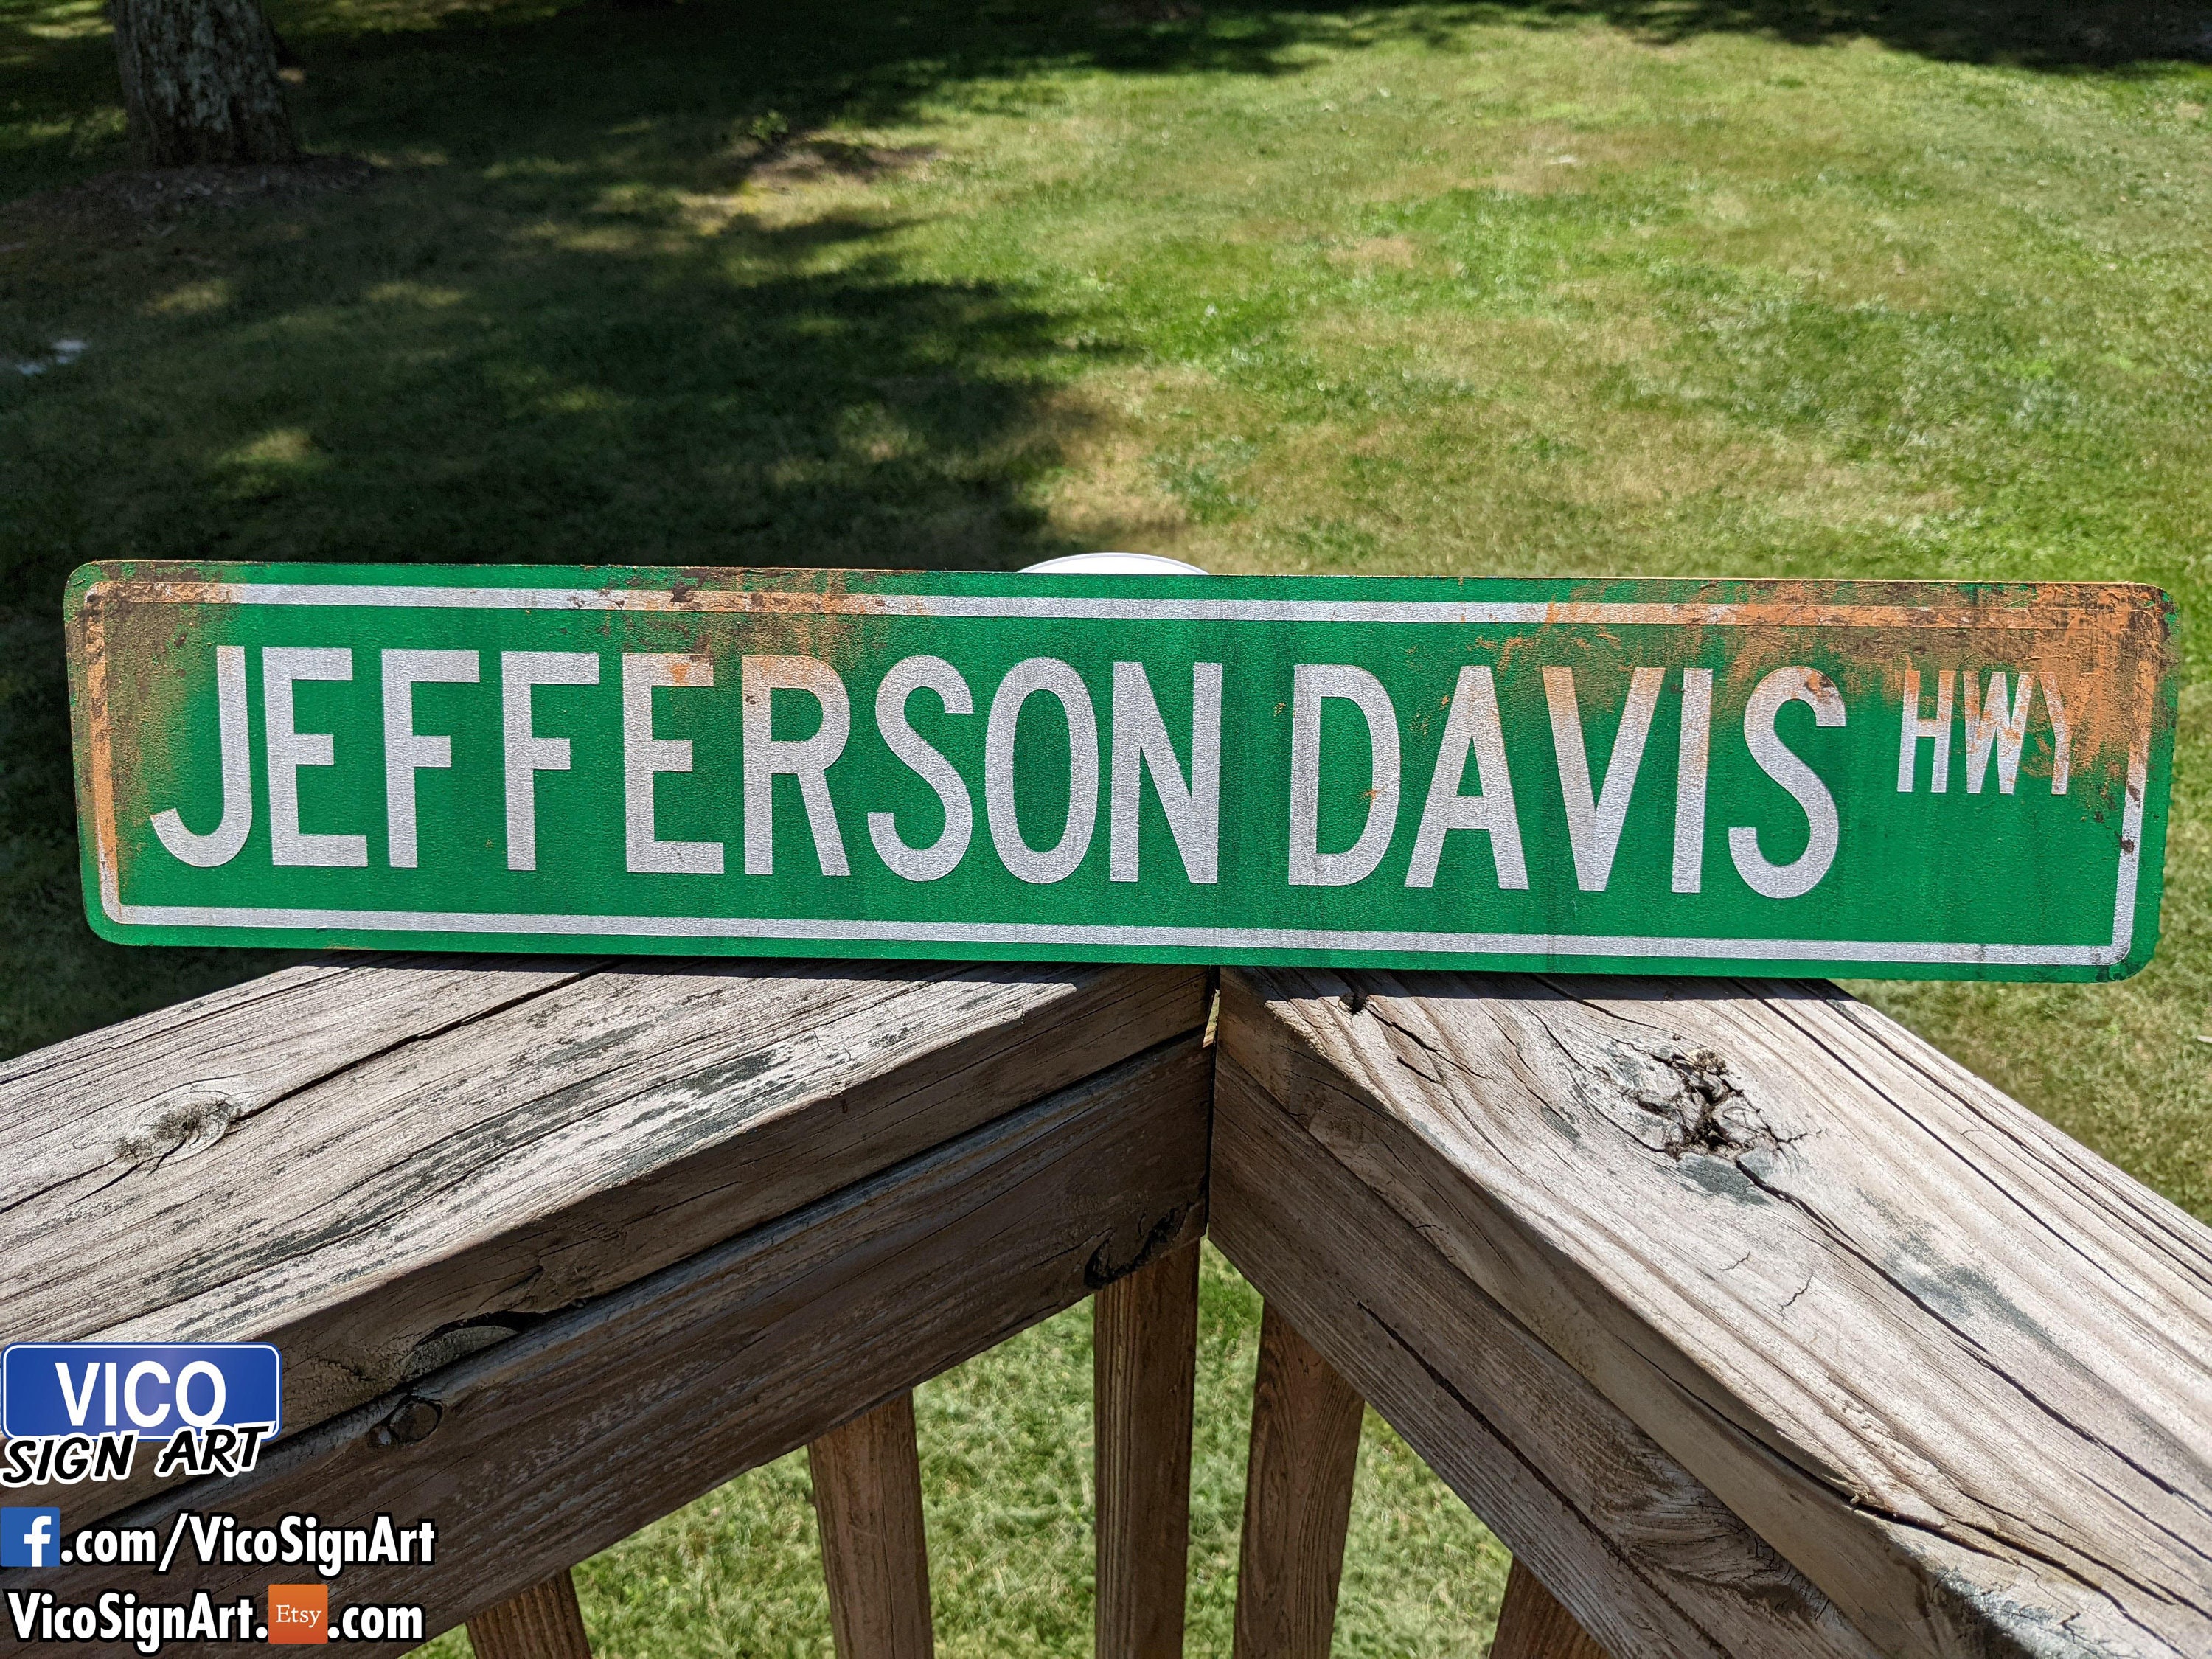 JEFFERSON DAVIS HWY
VICO
SIGN ART
f.com/VicoSignArt
VicoSignArt.Etsy.com